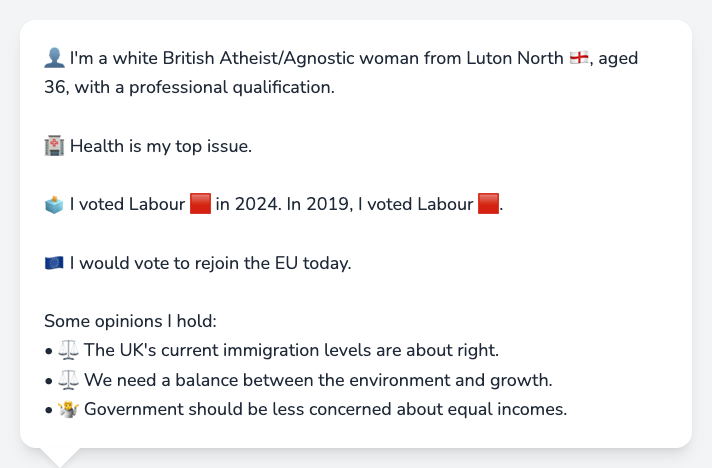 👤 I'm a white British Atheist/Agnostic woman from Luton North 🏴󠁧󠁢󠁥󠁮󠁧󠁿, aged
36, with a professional qualification.
🏥 Health is my top issue.
🗳️ I voted Labour 🟥 in 2024. In 2019, I voted Labour 🟥.
🇪🇺 I would vote to rejoin the EU today.
Some opinions I hold:
• ⚖️ The UK's current immigration levels are about right.
• ⚖️ We need a balance between the environment and growth.
• 🤷‍♀️ Government should be less concerned about equal incomes.